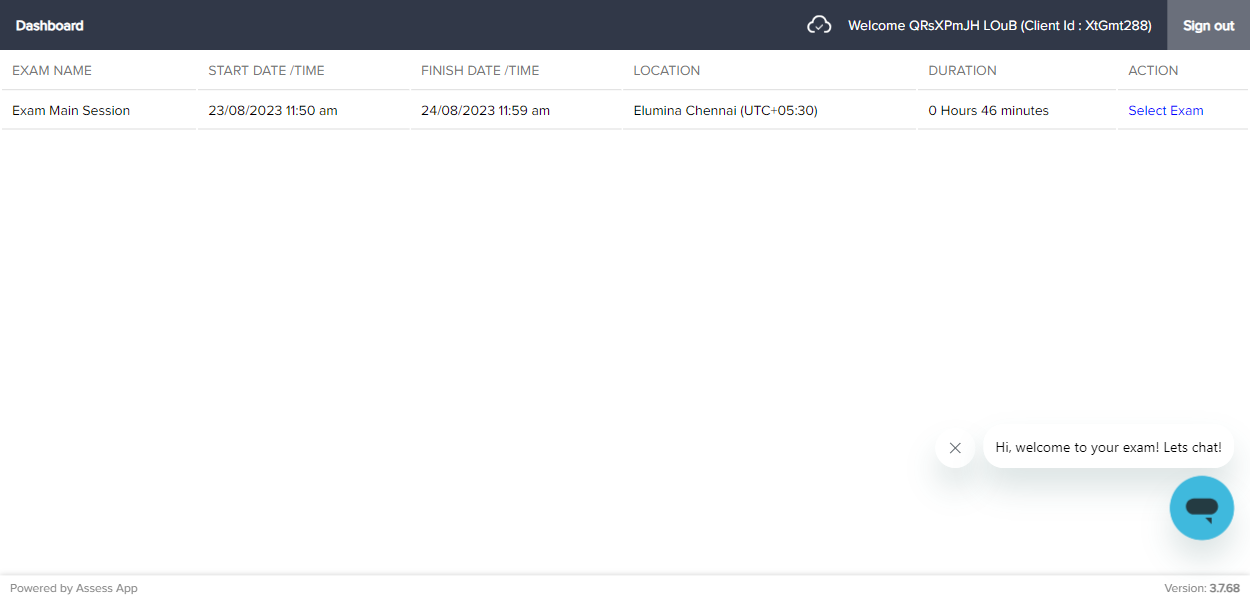 Dashboard
Welcome QRsXPmJH LOuB (Client Id : XtGmt288)
Sign out
EXAM NAME START DATE /TIME FINISH DATE /TIME LOCATION DURATION ACTION
Exam Main Session 23/08/2023 11:50 am 24/08/2023 11:59 am Elumina Chennai (UTC+05:30) 0 Hours 46 minutes Select Exam
Hi, welcome to your exam! Lets chat!
Powered by Assess App
Version: 3.7.68